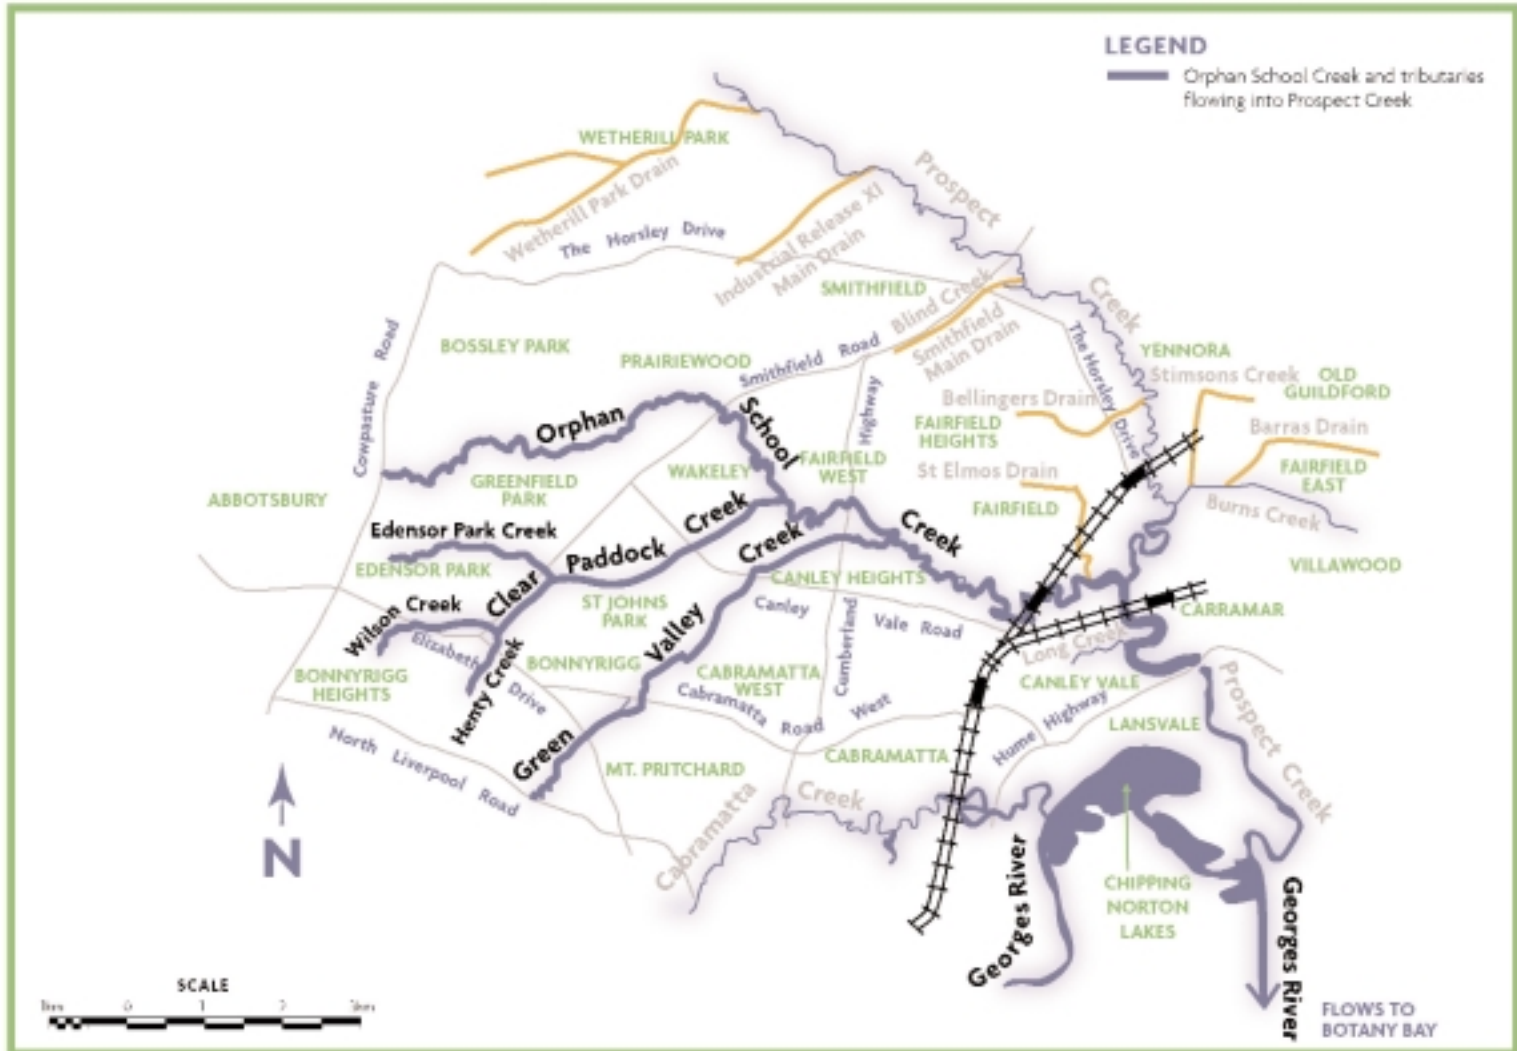 LEGEND
Orphan School Creek and tributaries
flowing into Prospect Creek
WETHERILL PARK
Wetherill Park Drain
The Horsley Drive
Industrial Release XI
Main Drain
Prospect
Creek
SMITHFIELD
Blind Creek
Smithfield
Main Drain
The Horsley Drive
YENNORA
Stimsons Creek
OLD
GUILDFORD
Bellingers Drain
Barras Drain
BOSSLEY PARK
PRAIRIEWOOD
Smithfield Road
Cowpasture Road
Highway
Orphan
School
Creek
FAIRFIELD
HEIGHTS
St Elmos Drain
FAIRFIELD
EAST
FAIRFIELD
WEST
WAKELEY
GREENFIELD
PARK
ABBOTSBURY
FAIRFIELD
Burns Creek
Edensor Park Creek
EDENSOR PARK
Clear
Paddock
Creek
VILLAWOOD
CANLEY HEIGHTS
Wilson Creek
Elizabeth
Drive
ST JOHNS
PARK
Green
Valley
Creek
Canley
Vale Road
Cumberland
CARRAMAR
Long Creek
BONNYRIGG
HEIGHTS
Henty Creek
BONNYRIGG
CABRAMATTA
WEST
Cabramatta Road West
CANLEY VALE
Hume Highway
LANSVALE
Prospect Creek
North Liverpool Road
MT. PRITCHARD
CABRAMATTA
Cabramatta
Creek
N
Georges River
CHIPPING
NORTON
LAKES
Georges River
FLOWS TO
BOTANY BAY
SCALE
1km 0 1 2 3km